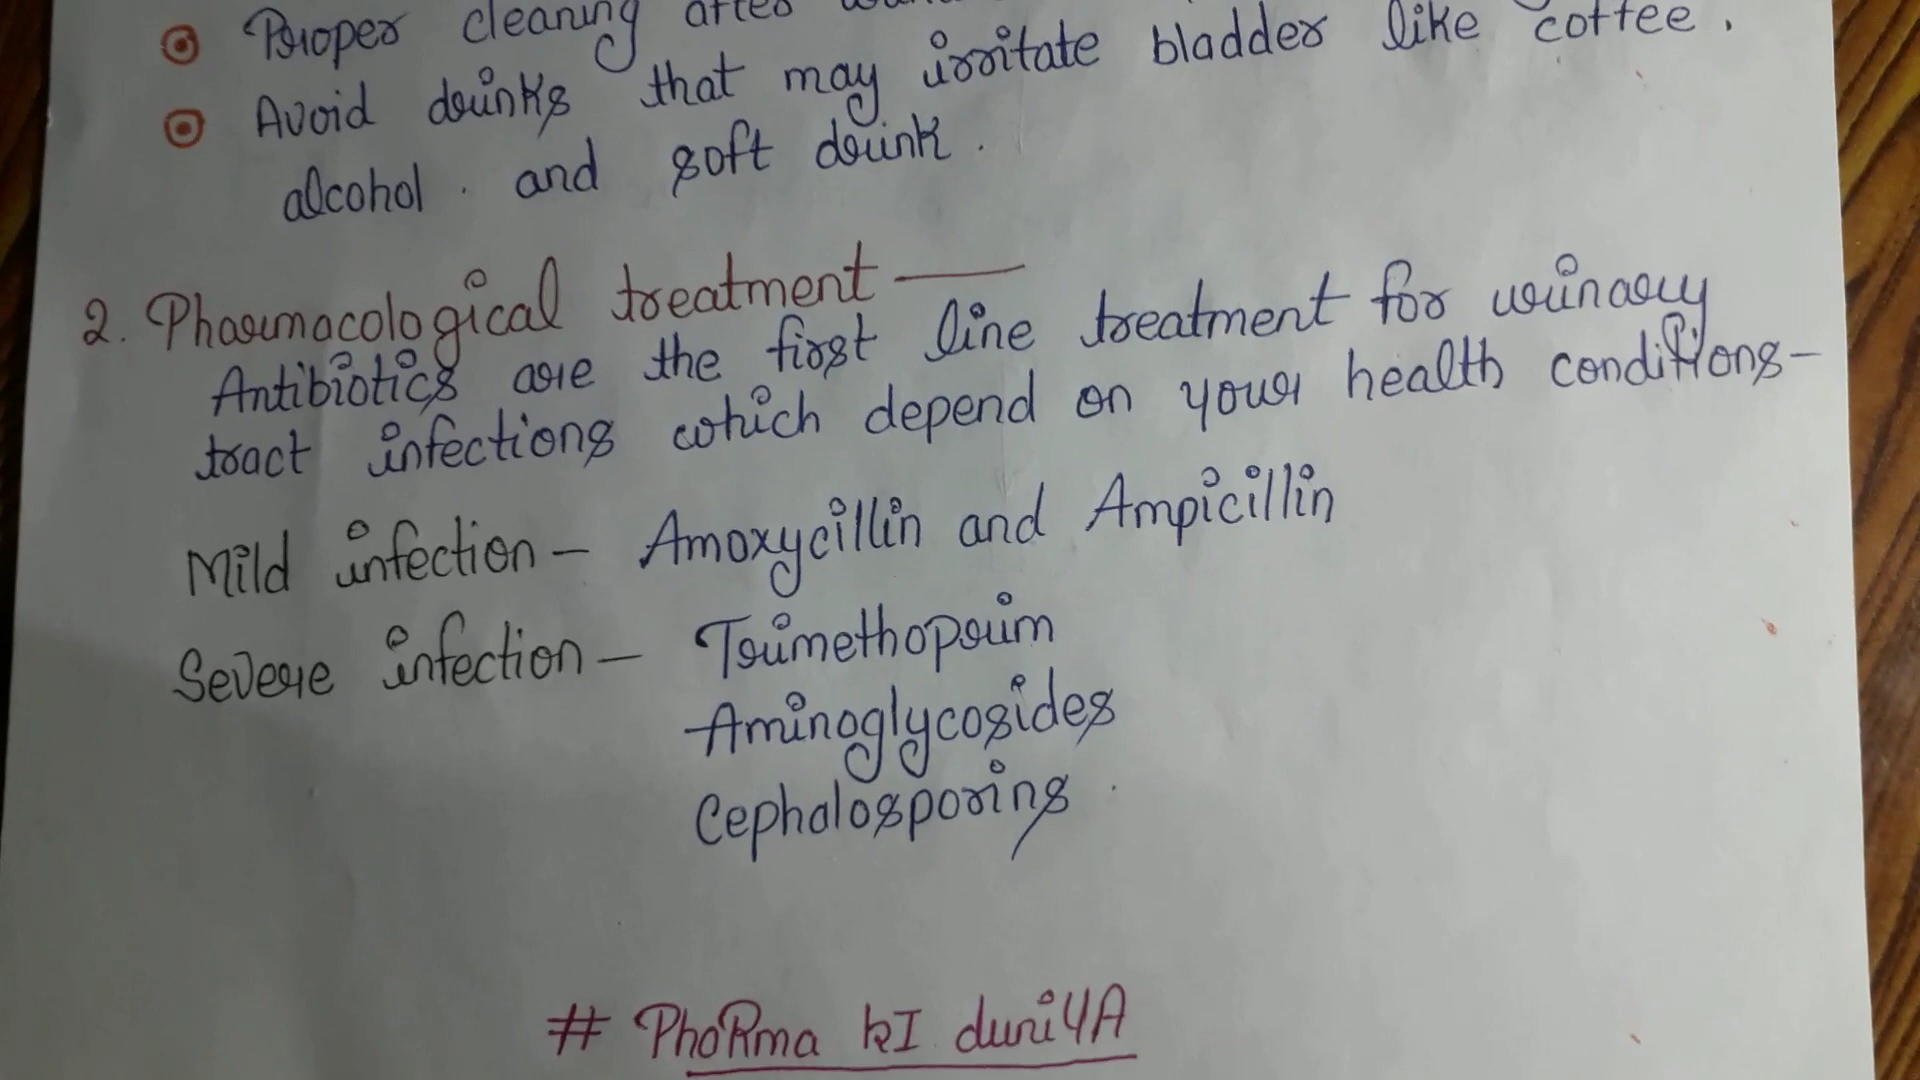 Proper cleaning after
Avoid drinks that may irritate bladder like coffee.
alcohol. and soft drink.
2. Pharmacological treatment —
Antibiotics are the first line treatment for urinary
tract infections which depend on your health conditions-
Mild infection - Amoxycillin and Ampicillin
Severe infection - Trimethoprim
Aminoglycosides
Cephalosporins.
# PhaRma kI duniYA